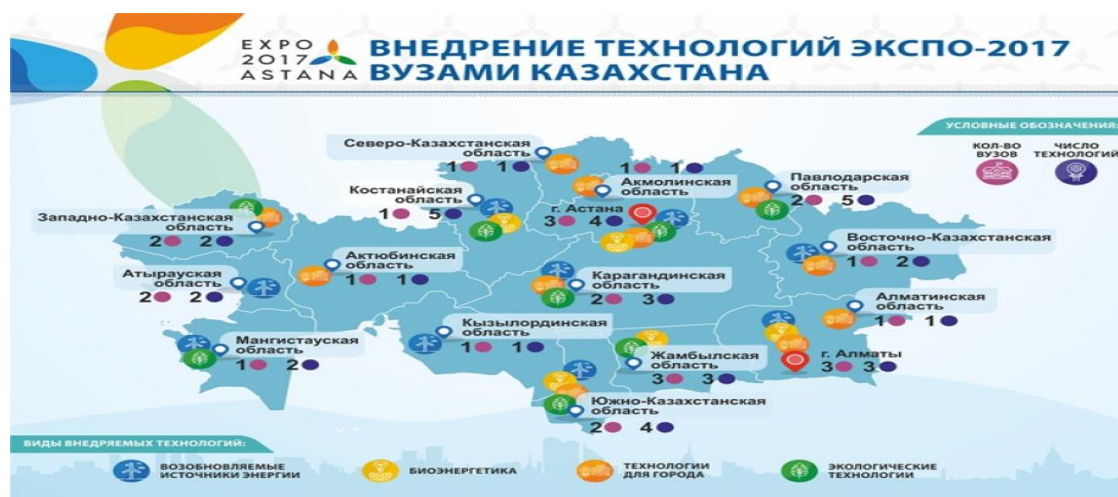 EXPO
2017
ASTANA
ВНЕДРЕНИЕ ТЕХНОЛОГИЙ ЭКСПО-2017
ВУЗАМИ КАЗАХСТАНА
УСЛОВНЫЕ ОБОЗНАЧЕНИЯ:
КОЛ-ВО
ВУЗОВ
ЧИСЛО
ТЕХНОЛОГИЙ
Северо-Казахстанская
область
1 1
1 1
Акмолинская
область
Павлодарская
область
2 5
Костанайская
область
1 5
г. Астана
3 4
Западно-Казахстанская
область
2 2
Восточно-Казахстанская
область
1 2
Актюбинская
область
1 1
Атырауская
область
2 2
Карагандинская
область
2 3
Алматинская
область
1 1
Кызылординская
область
1 1
Мангистауская
область
1 2
Жамбылская
область
3 3
г. Алматы
3 3
Южно-Казахстанская
область
2 4
ВИДЫ ВНЕДРЯЕМЫХ ТЕХНОЛОГИЙ:
ВОЗОБНОВЛЯЕМЫЕ
ИСТОЧНИКИ ЭНЕРГИИ
БИОЭНЕРГЕТИКА
ТЕХНОЛОГИИ
ДЛЯ ГОРОДА
ЭКОЛОГИЧЕСКИЕ
ТЕХНОЛОГИИ